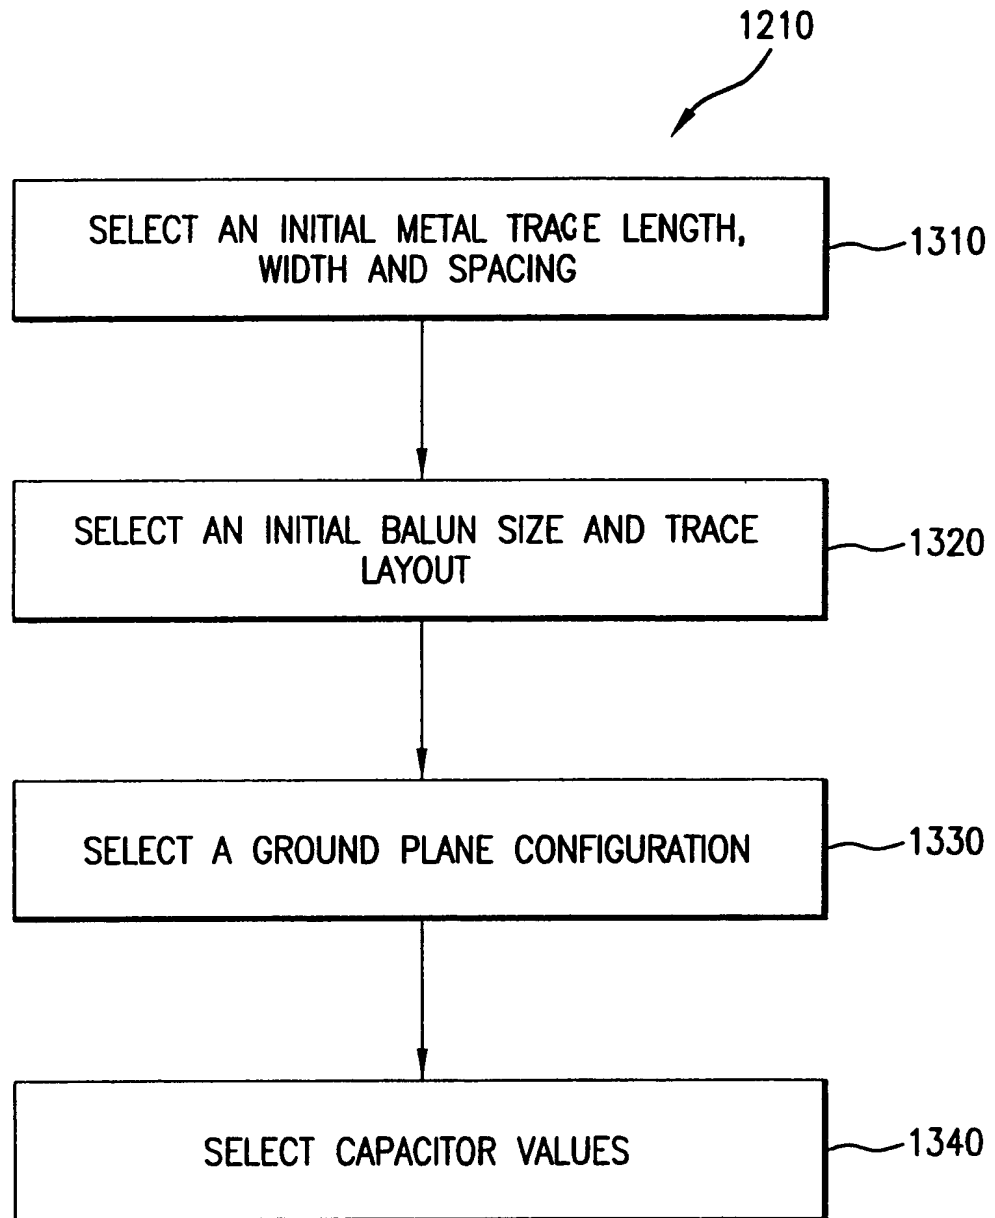 1210
SELECT AN INITIAL METAL TRACE LENGTH,
WIDTH AND SPACING
1310
SELECT AN INITIAL BALUN SIZE AND TRACE
LAYOUT
1320
SELECT A GROUND PLANE CONFIGURATION
1330
SELECT CAPACITOR VALUES
1340